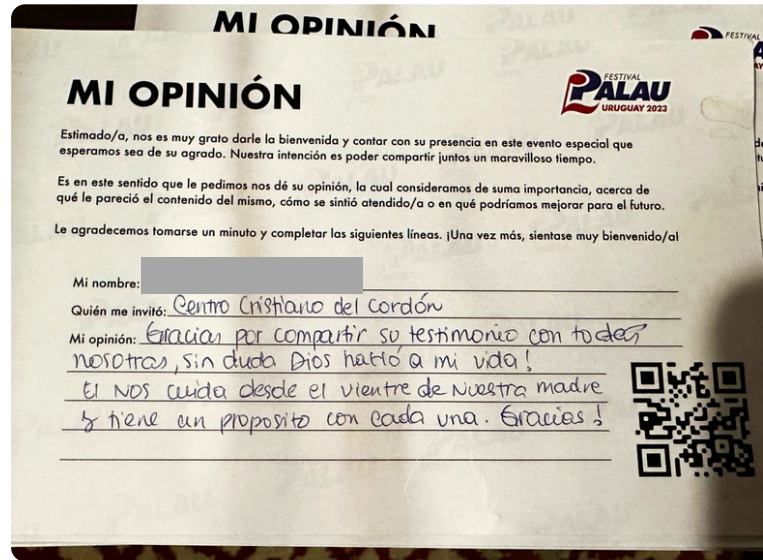 MI OPINIÓN
FESTIVAL
MI OPINIÓN
FESTIVAL
PALAU
URUGUAY 2023
Estimado/a, nos es muy grato darle la bienvenida y contar con su presencia en este evento especial que
esperamos sea de su agrado. Nuestra intención es poder compartir juntos un maravilloso tiempo.
Es en este sentido que le pedimos nos dé su opinión, la cual consideramos de suma importancia, acerca de
qué le pareció el contenido del mismo, cómo se sintió atendido/a o en qué podríamos mejorar para el futuro.
Le agradecemos tomarse un minuto y completar las siguientes líneas. ¡Una vez más, sientase muy bienvenido/a!
Mi nombre:
Quién me invitó: Centro Cristiano del Cordón
Mi opinión: Gracias por compartir su testimonio con todas
nosotras, sin duda Dios habló a mi vida!
El Nos cuida desde el vientre de Nuestra madre
y tiene un proposito con cada una. Gracias!